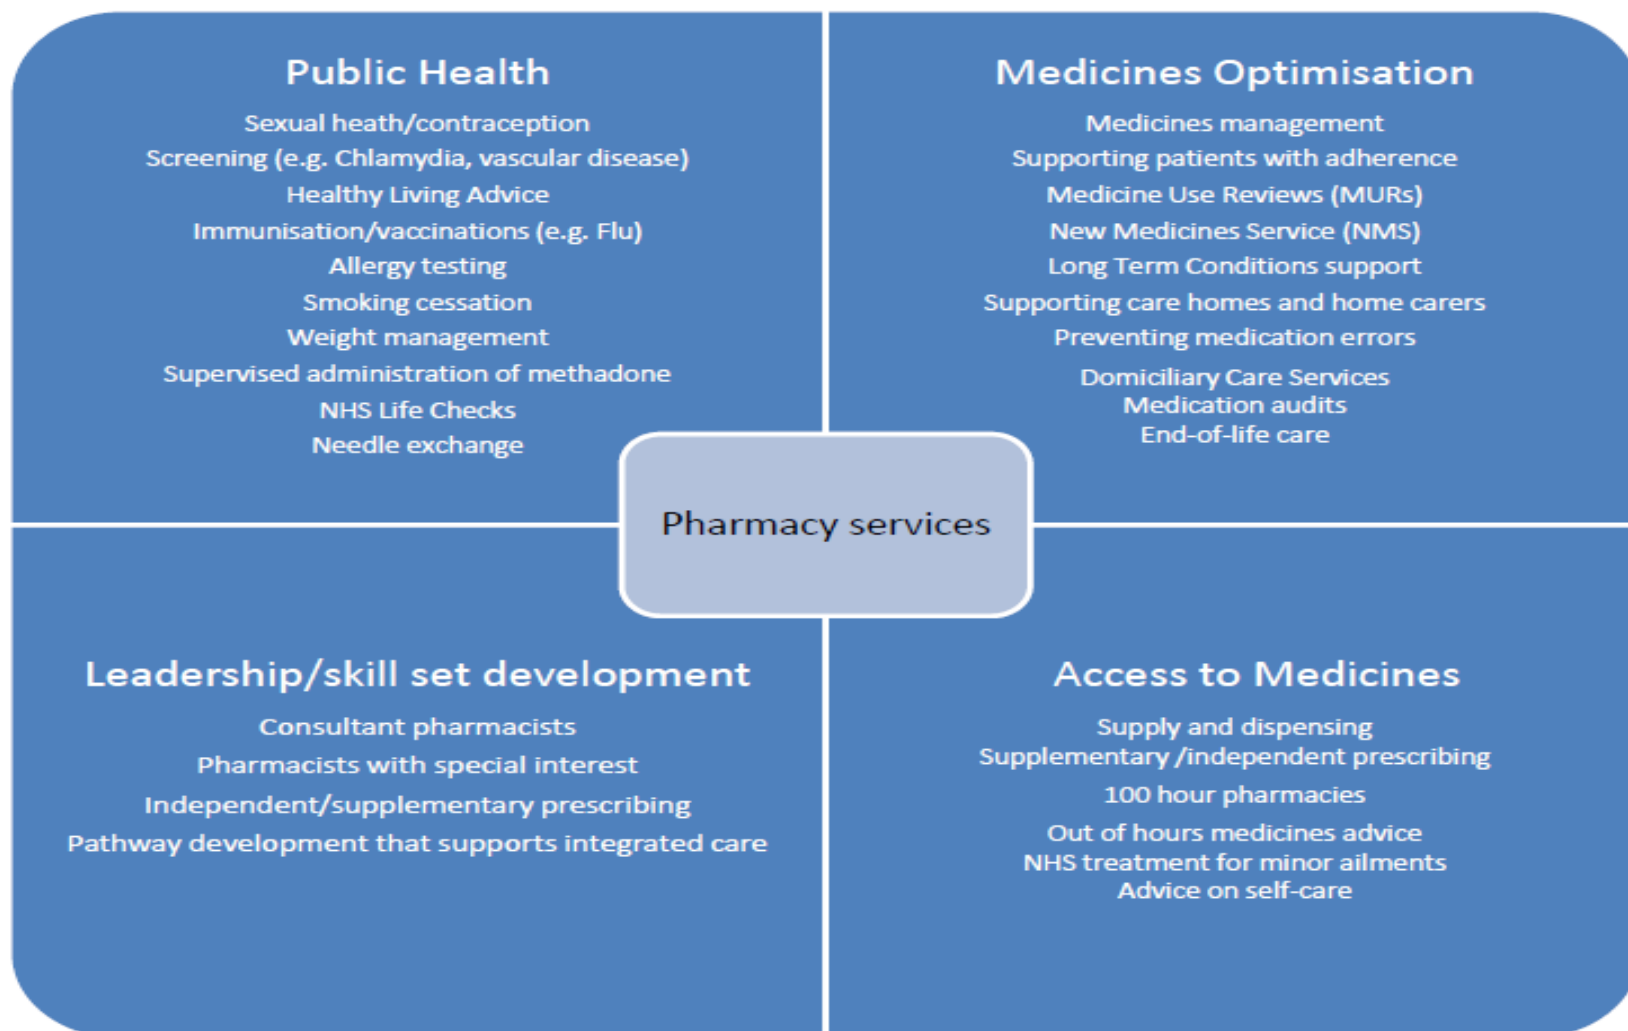 Public Health
Sexual heath/contraception
Screening (e.g. Chlamydia, vascular disease)
Healthy Living Advice
Immunisation/vaccinations (e.g. Flu)
Allergy testing
Smoking cessation
Weight management
Supervised administration of methadone
NHS Life Checks
Needle exchange
Medicines Optimisation
Medicines management
Supporting patients with adherence
Medicine Use Reviews (MURs)
New Medicines Service (NMS)
Long Term Conditions support
Supporting care homes and home carers
Preventing medication errors
Domiciliary Care Services
Medication audits
End-of-life care
Pharmacy services
Leadership/skill set development
Consultant pharmacists
Pharmacists with special interest
Independent/supplementary prescribing
Pathway development that supports integrated care
Access to Medicines
Supply and dispensing
Supplementary /independent prescribing
100 hour pharmacies
Out of hours medicines advice
NHS treatment for minor ailments
Advice on self-care